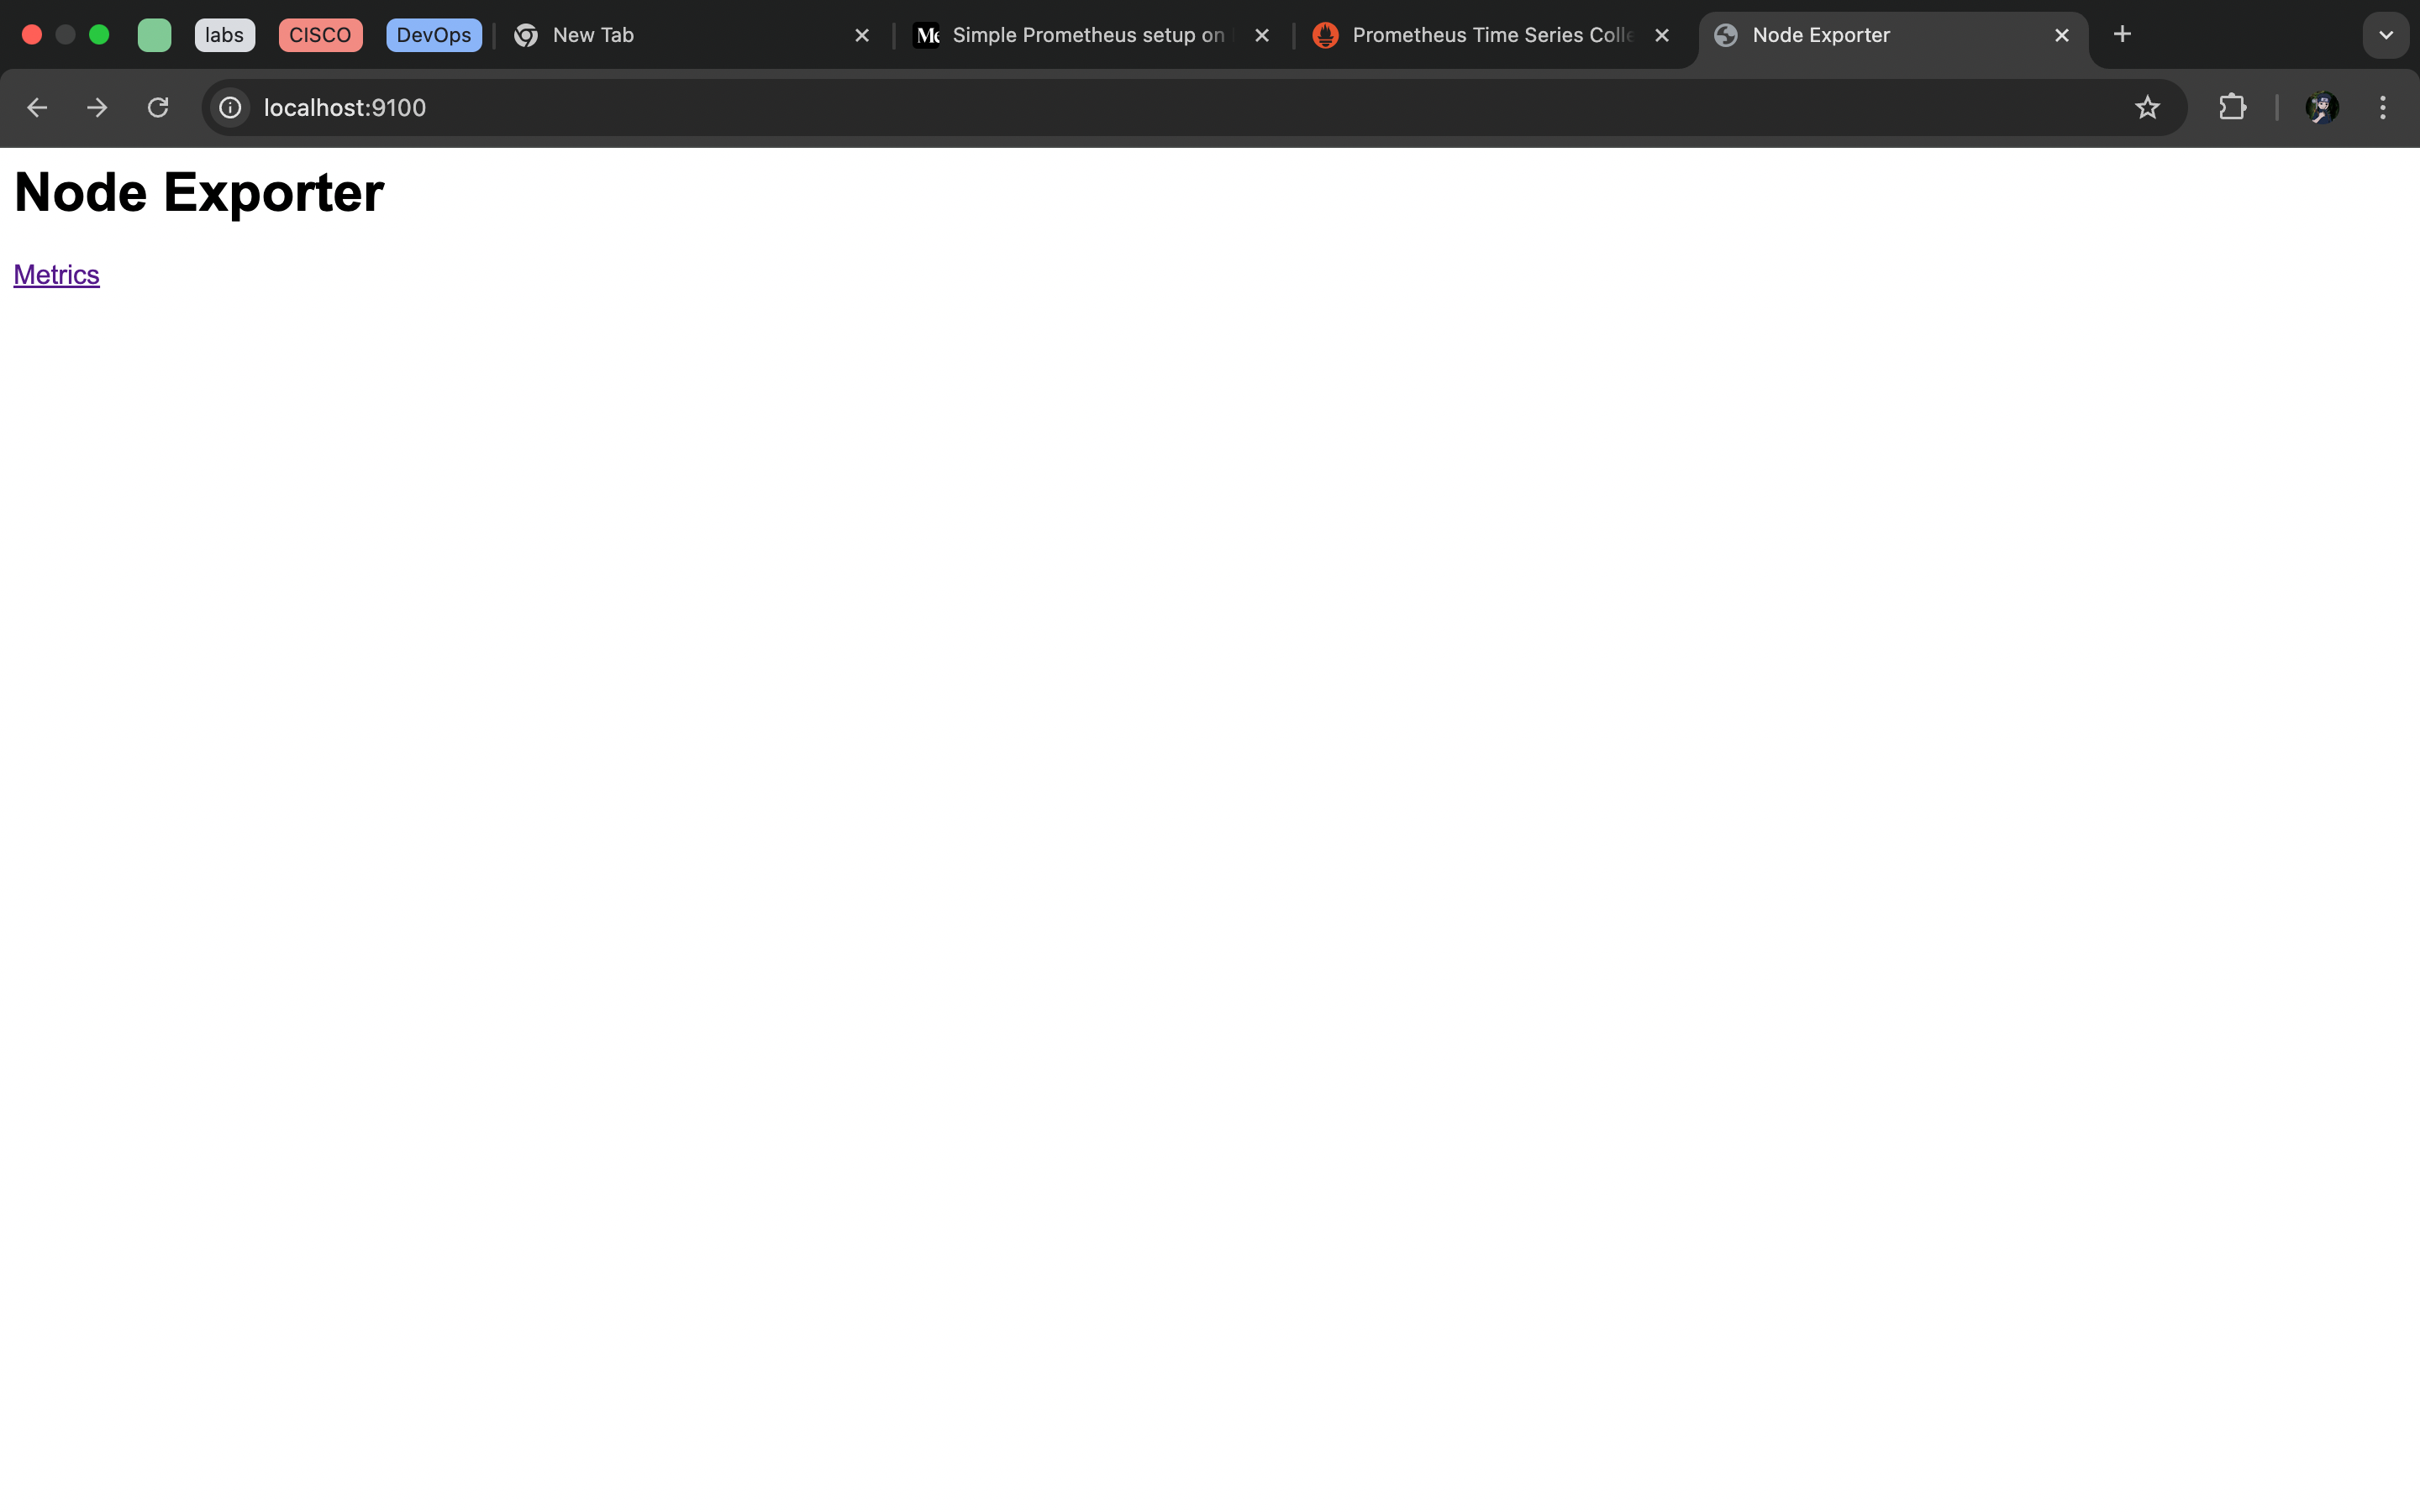 labs
CISCO
DevOps
New Tab
Simple Prometheus setup on
Prometheus Time Series Colle
Node Exporter
localhost:9100
Node Exporter
Metrics